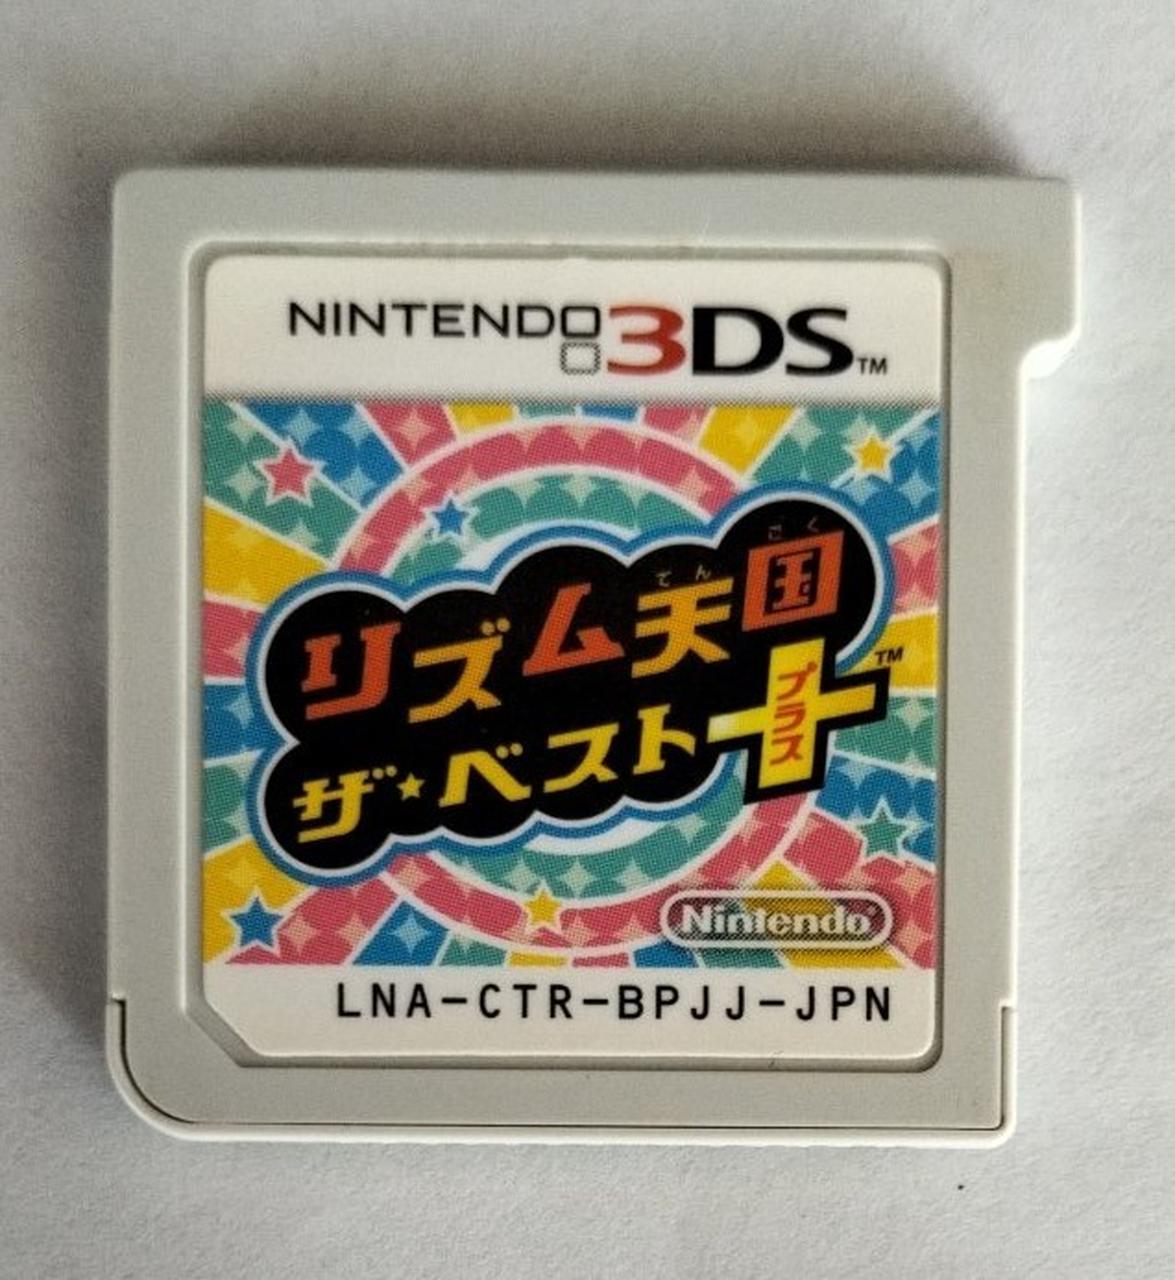 NINTENDO 3DS™
てん ごく
リズム天国
ザ★ベスト+ ™
プラス
Nintendo
LNA-CTR-BPJJ-JPN